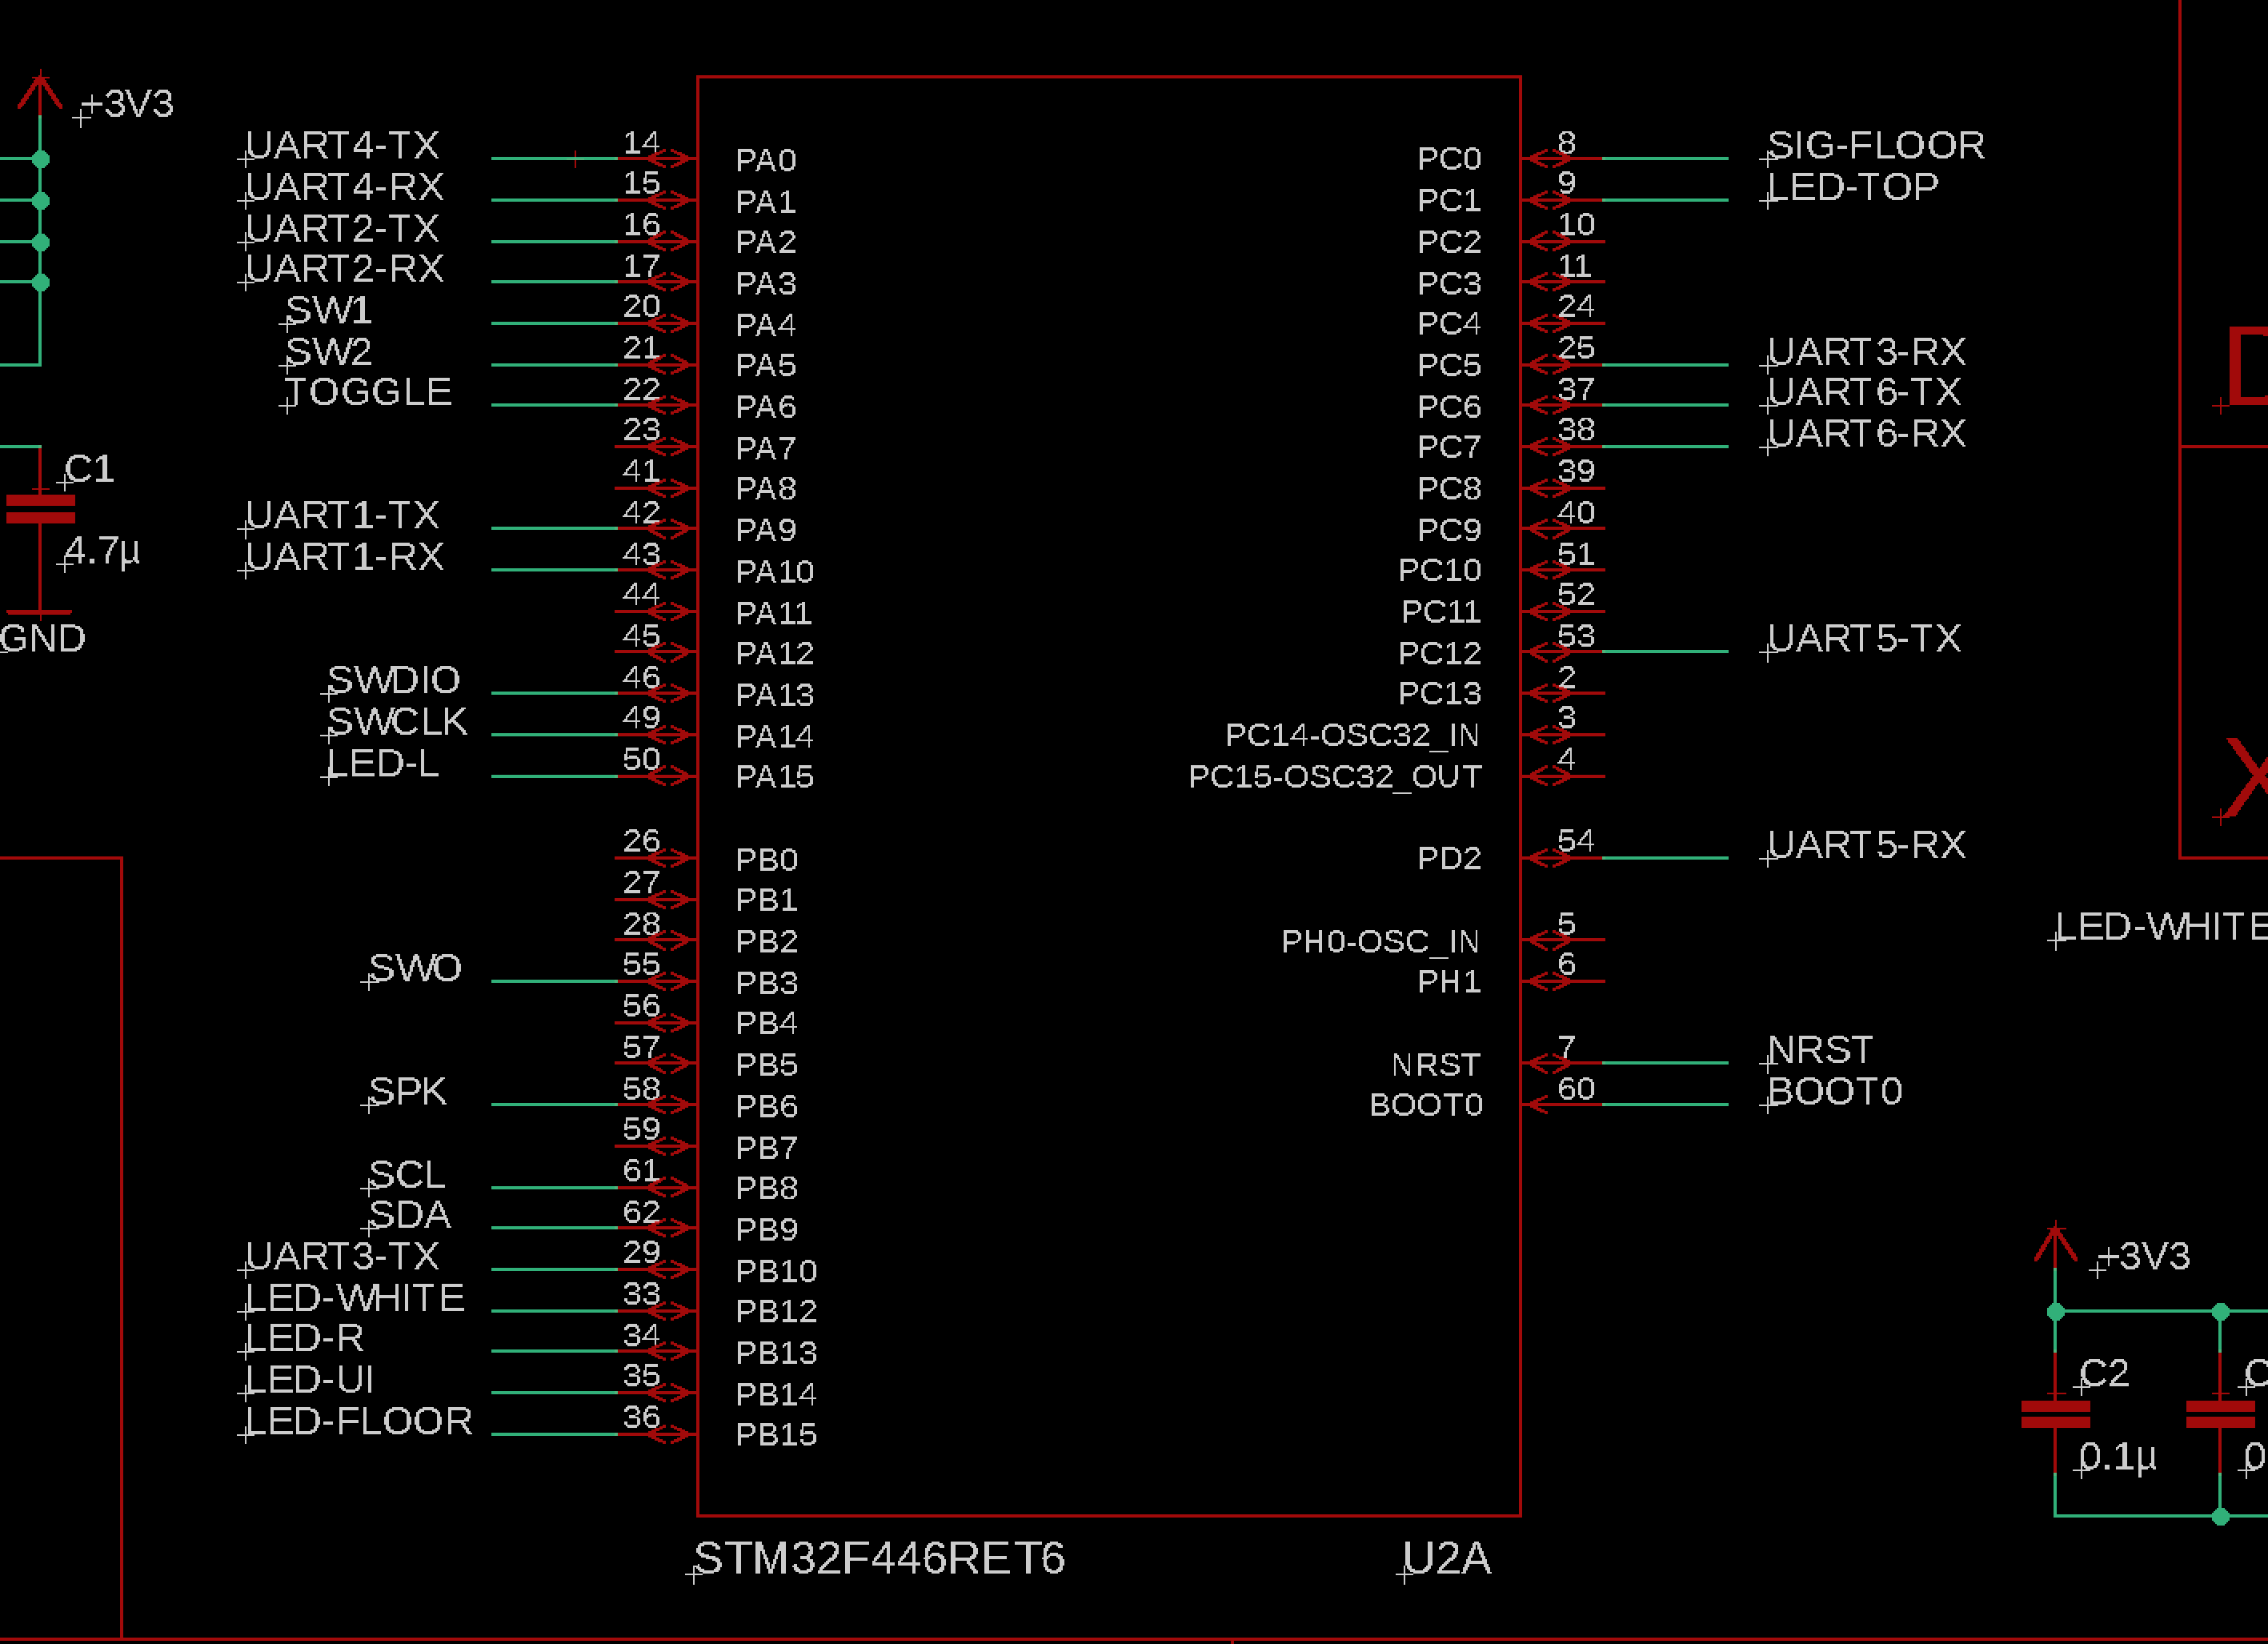 +3V3
UART4-TX 14 PA0 PC0 8 SIG-FLOOR
UART4-RX 15 PA1 PC1 9 LED-TOP
UART2-TX 16 PA2 PC2 10
UART2-RX 17 PA3 PC3 11
SW1 20 PA4 PC4 24
SW2 21 PA5 PC5 25 UART3-RX
TOGGLE 22 PA6 PC6 37 UART6-TX
23 PA7 PC7 38 UART6-RX
C1
41 PA8 PC8 39
UART1-TX 42 PA9 PC9 40
4.7µ
UART1-RX 43 PA10 PC10 51
44 PA11 PC11 52
GND
45 PA12 PC12 53 UART5-TX
SWDIO 46 PA13 PC13 2
SWCLK 49 PA14 PC14-OSC32_IN 3
LED-L 50 PA15 PC15-OSC32_OUT 4
X
26 PB0 PD2 54 UART5-RX
27 PB1
28 PB2 PH0-OSC_IN 5
LED-WHITE
SWO 55 PB3 PH1 6
56 PB4
57 PB5 NRST 7 NRST
SPK 58 PB6 BOOT0 60 BOOT0
59 PB7
SCL 61 PB8
SDA 62 PB9
UART3-TX 29 PB10
+3V3
LED-WHITE 33 PB12
LED-R 34 PB13
LED-UI 35 PB14
C2
LED-FLOOR 36 PB15
0.1µ
STM32F446RET6 U2A